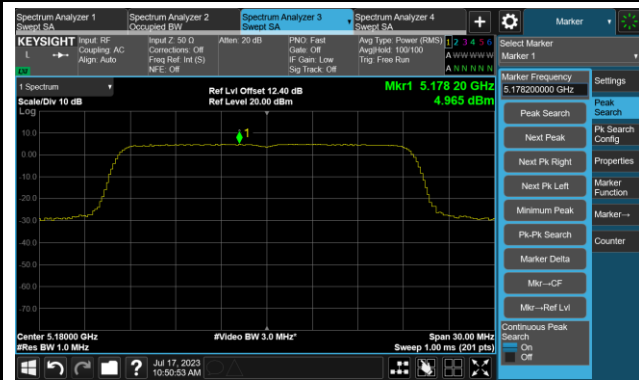 Spectrum Analyzer 1
Swept SA
Spectrum Analyzer 2
Occupied BW
Spectrum Analyzer 3
Swept SA
Spectrum Analyzer 4
Swept SA
+
Marker
KEYSIGHT
L
LXI
Input: RF
Coupling: AC
Align: Auto
Input Z: 50 Ω
Corrections: Off
Freq Ref: Int (S)
NFE: Off
Atten: 20 dB
PNO: Fast
Gate: Off
IF Gain: Low
Sig Track: Off
Avg Type: Power (RMS)
Avg|Hold: 100/100
Trig: Free Run
1 2 3 4 5 6
A W W W W W
A N N N N N
Select Marker
Marker 1
1 Spectrum
Scale/Div 10 dB
Log
Ref Lvl Offset 12.40 dB
Ref Level 20.00 dBm
Mkr1 5.178 20 GHz
4.965 dBm
1
10.0
0.00
-10.0
-20.0
-30.0
-40.0
-50.0
-60.0
-70.0
Center 5.18000 GHz
#Res BW 1.0 MHz
#Video BW 3.0 MHz*
Span 30.00 MHz
Sweep 1.00 ms (201 pts)
Marker Frequency
5.178200000 GHz
Peak Search
Next Peak
Next Pk Right
Next Pk Left
Minimum Peak
Pk-Pk Search
Marker Delta
Mkr→CF
Mkr→Ref Lvl
Continuous Peak
Search
On
Off
Settings
Peak
Search
Pk Search
Config
Properties
Marker
Function
Marker→
Counter
?
Jul 17, 2023
10:50:53 AM